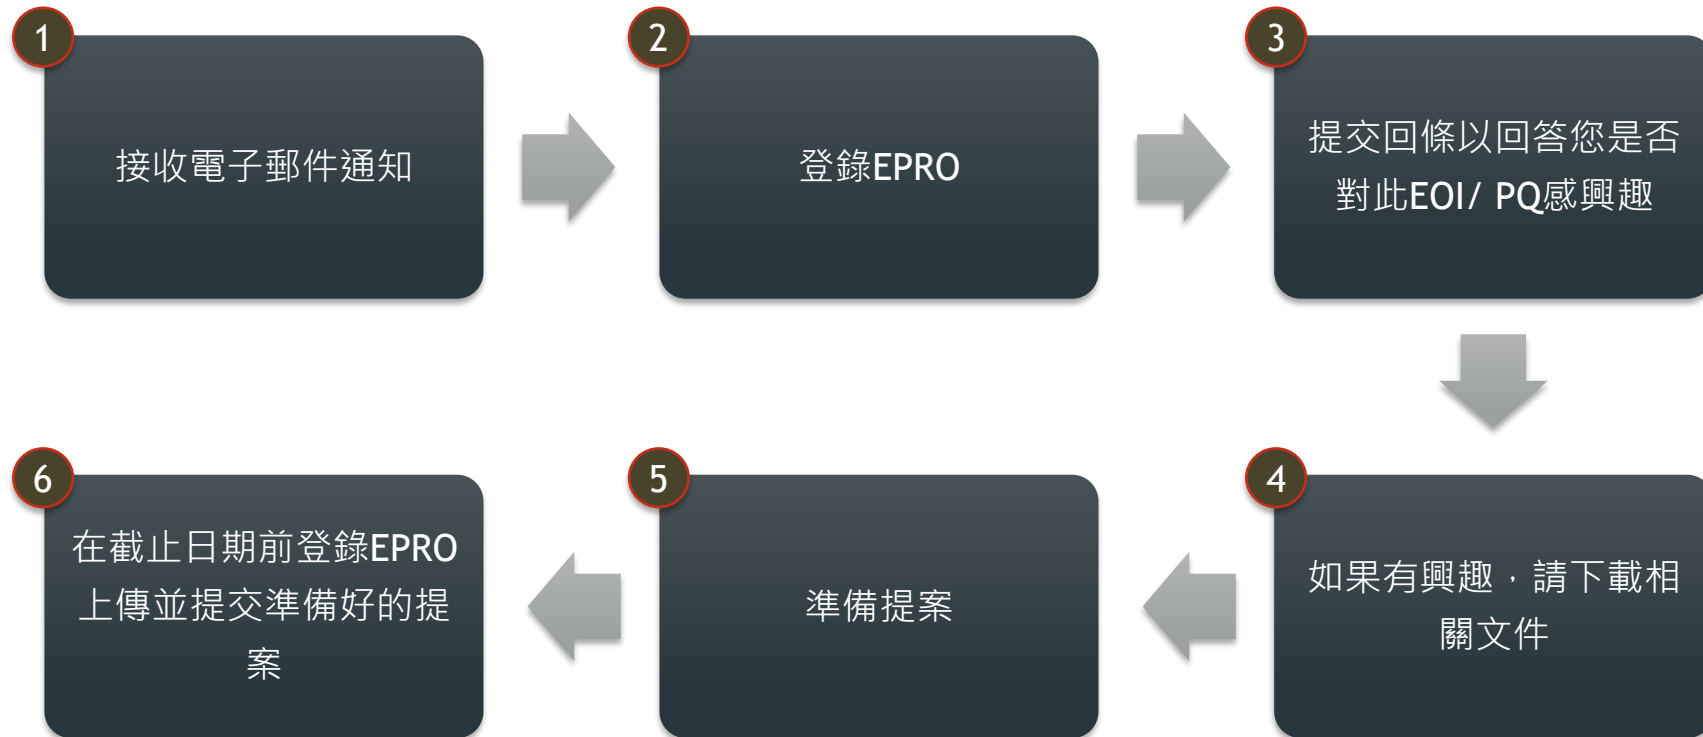 1
接收電子郵件通知
2
登錄EPRO
3
提交回條以回答您是否
對此EOI/ PQ感興趣
4
如果有興趣，請下載相
關文件
5
準備提案
6
在截止日期前登錄EPRO
上傳並提交準備好的提
案